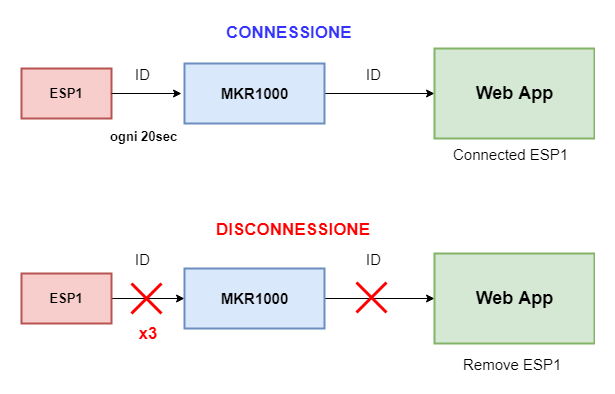 CONNESSIONE
ID
ID
ESP1
MKR1000
Web App
ogni 20sec
Connected ESP1
DISCONNESSIONE
ID
ID
ESP1
MKR1000
Web App
x3
Remove ESP1